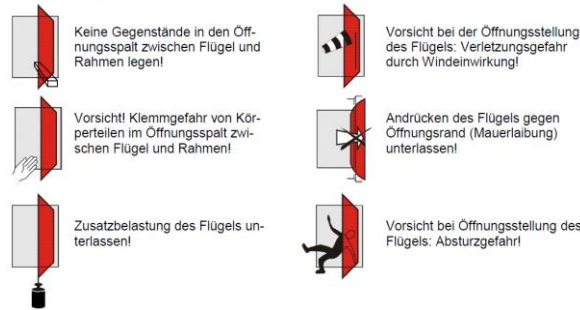 Keine Gegenstände in den Öff-
nungsspalt zwischen Flügel und
Rahmen legen!
Vorsicht! Klemmgefahr von Kör-
perteilen im Öffnungsspalt zwi-
schen Flügel und Rahmen!
Zusatzbelastung des Flügels un-
terlassen!
Vorsicht bei der Öffnungsstellung
des Flügels: Verletzungsgefahr
durch Windeinwirkung!
Andrücken des Flügels gegen
Öffnungsrand (Mauerlaibung)
unterlassen!
Vorsicht bei Öffnungsstellung des
Flügels: Absturzgefahr!